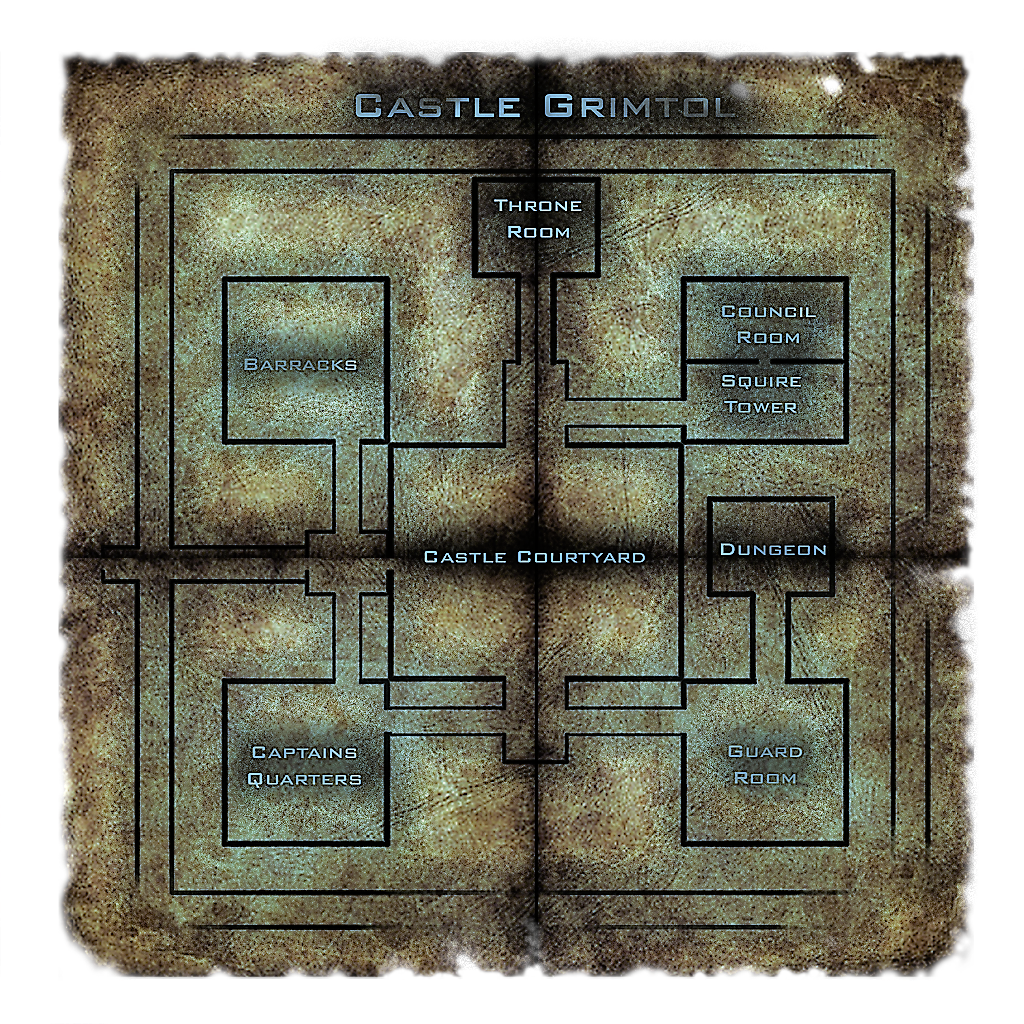 Castle Grimtol
Throne
Room
Council
Room
Barracks
Squire
Tower
Castle Courtyard
Dungeon
Captains
Quarters
Guard
Room